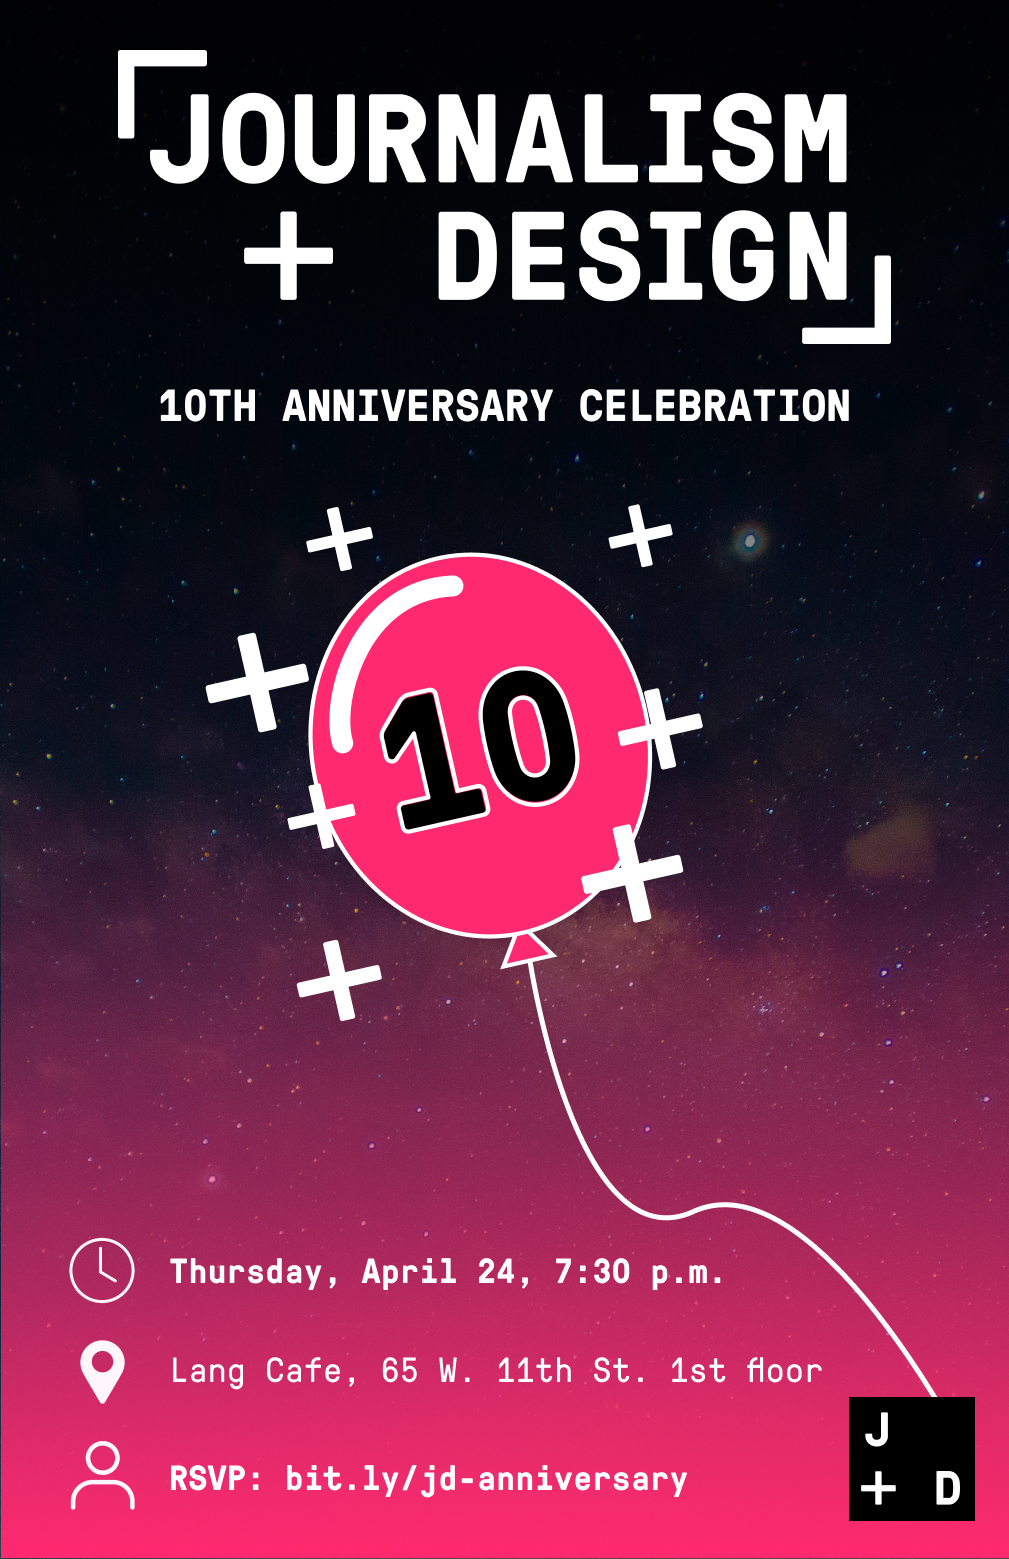 JOURNALISM
+ DESIGN
10TH ANNIVERSARY CELEBRATION
10
Thursday, April 24, 7:30 p.m.
Lang Cafe, 65 W. 11th St. 1st floor
RSVP: bit.ly/jd-anniversary
J
+ D